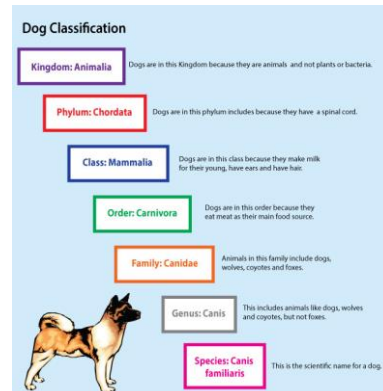 Dog Classification
Kingdom: Animalia
Dogs are in this Kingdom because they are animals and not plants or bacteria.
Phylum: Chordata
Dogs are in this phylum includes because they have a spinal cord.
Class: Mammalia
Dogs are in this class because they make milk
for their young, have ears and have hair.
Order: Carnivora
Dogs are in this order because they
eat meat as their main food source.
Family: Canidae
Animals in this family include dogs,
wolves, coyotes and foxes.
Genus: Canis
This includes animals like dogs, wolves
and coyotes, but not foxes.
Species: Canis
familiaris
This is the scientific name for a dog.